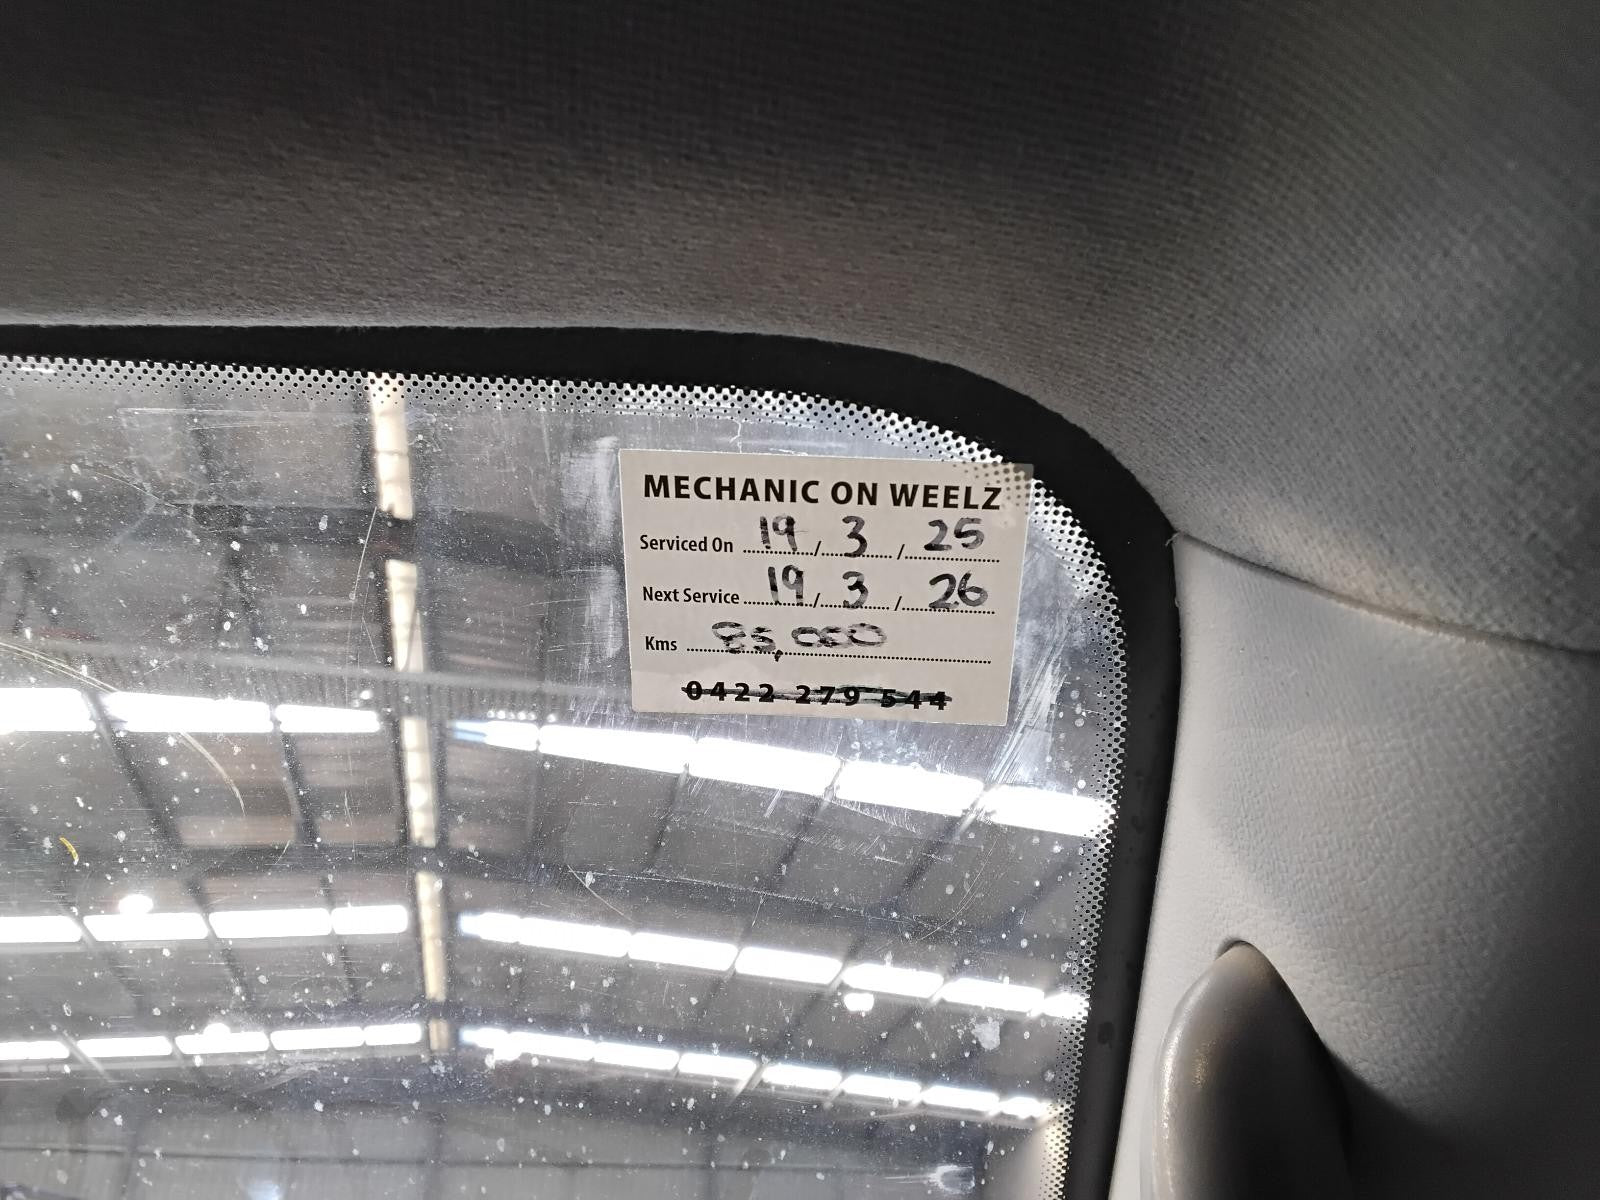 MECHANIC ON WEELZ
Serviced On 19 / 3 / 25
Next Service 19 / 3 / 26
Kms 85,000
0422 279 544